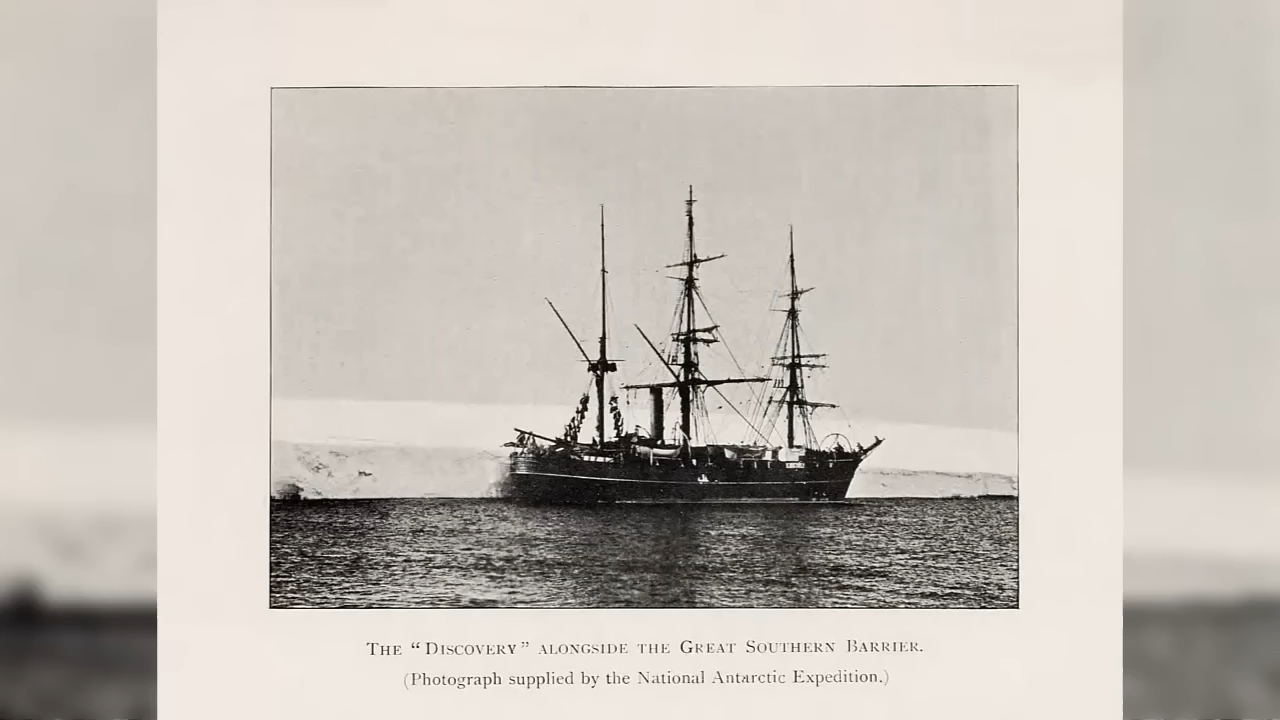 The “Discovery” alongside the Great Southern Barrier.
(Photograph supplied by the National Antarctic Expedition.)